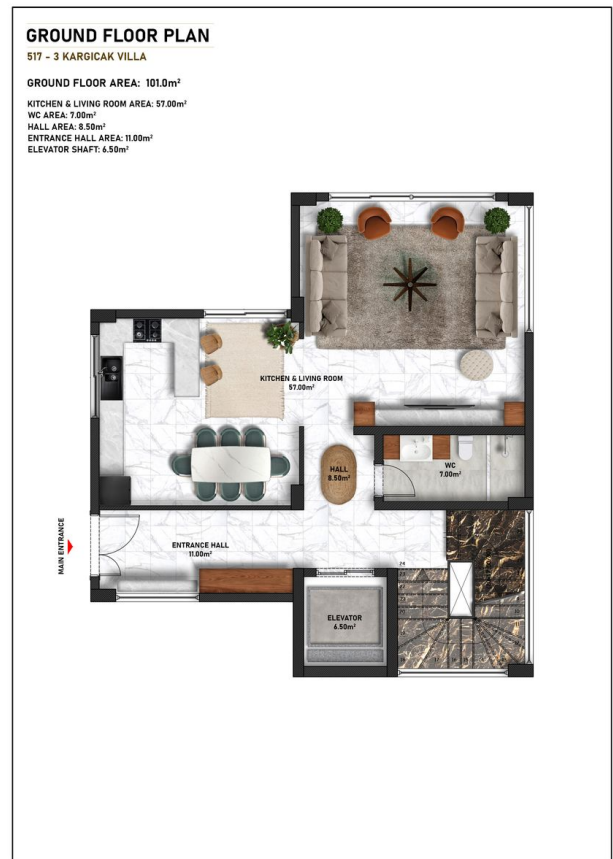 GROUND FLOOR PLAN
517 - 3 KARGICAK VILLA
GROUND FLOOR AREA: 101.0m²
KITCHEN & LIVING ROOM AREA: 57.00m²
WC AREA: 7.00m²
HALL AREA: 8.50m²
ENTRANCE HALL AREA: 11.00m²
ELEVATOR SHAFT: 6.50m²
KITCHEN & LIVING ROOM
57.00m²
HALL
8.50m²
WC
7.00m²
MAIN ENTRANCE
ENTRANCE HALL
11.00m²
ELEVATOR
6.50m²